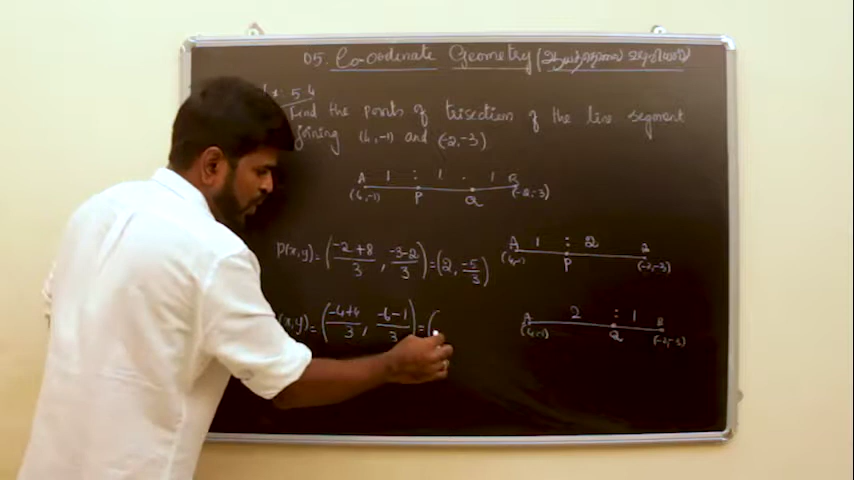 05. Co-ordinate Geometry
5.4
Find the points of trisection of the line segment
joining (4,-1) and (-2,-3)
A 1 : 1 : 1 B
(4,-1) P Q (-2,-3)
P(x,y)=(-2+8/3, -3-2/3)=(2, -5/3)
A 1 : 2 B
(4,-1) P (-2,-3)
(x,y)=(-4+4/3, -6-1/3)=(
A 2 : 1 B
(4,-1) Q (-2,-3)